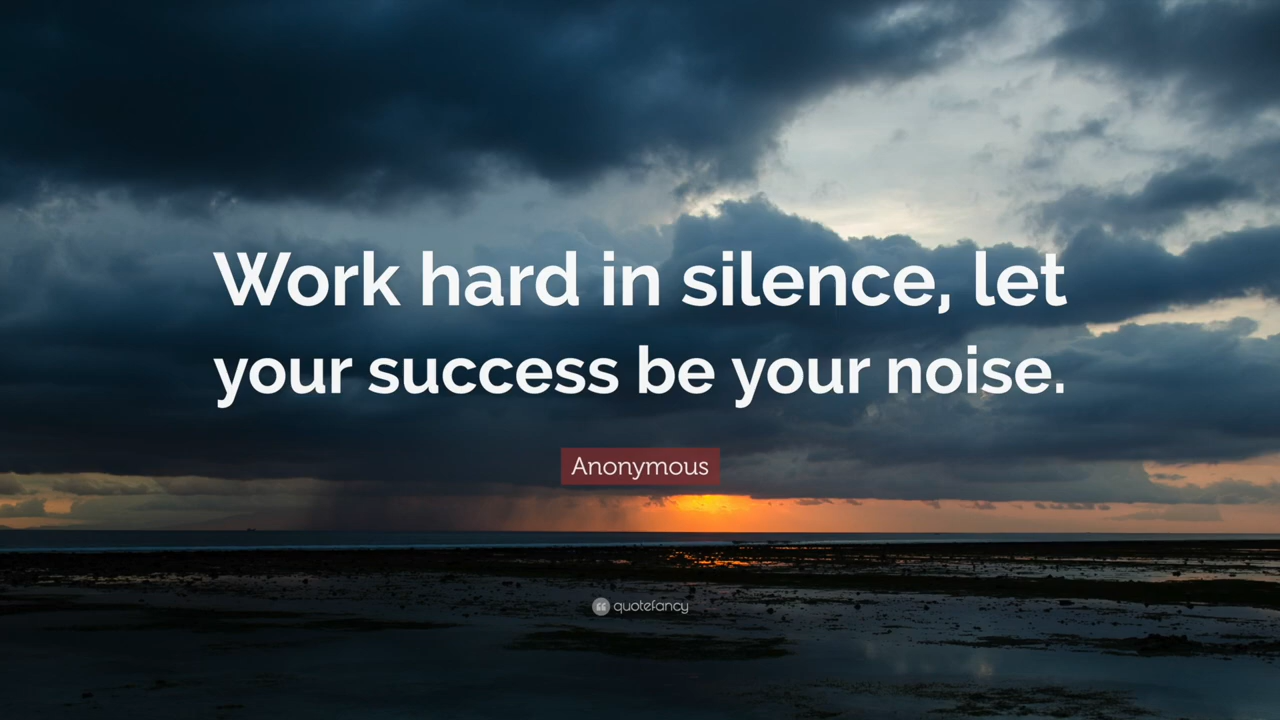 Work hard in silence, let
your success be your noise.
Anonymous
quotefancy